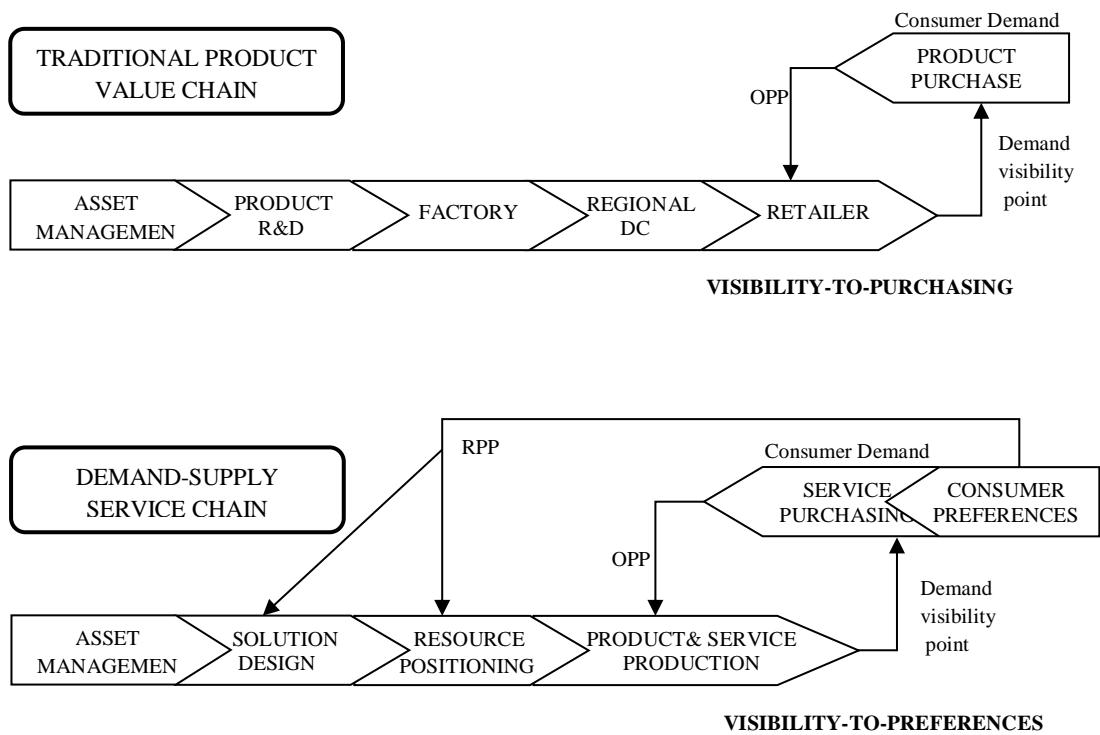 Consumer Demand
TRADITIONAL PRODUCT
VALUE CHAIN
PRODUCT
PURCHASE
OPP
Demand
visibility
point
ASSET
MANAGEMEN
PRODUCT
R&D
FACTORY
REGIONAL
DC
RETAILER
VISIBILITY-TO-PURCHASING
RPP
DEMAND-SUPPLY
SERVICE CHAIN
Consumer Demand
SERVICE
PURCHASING
CONSUMER
PREFERENCES
OPP
Demand
visibility
point
ASSET
MANAGEMEN
SOLUTION
DESIGN
RESOURCE
POSITIONING
PRODUCT& SERVICE
PRODUCTION
VISIBILITY-TO-PREFERENCES